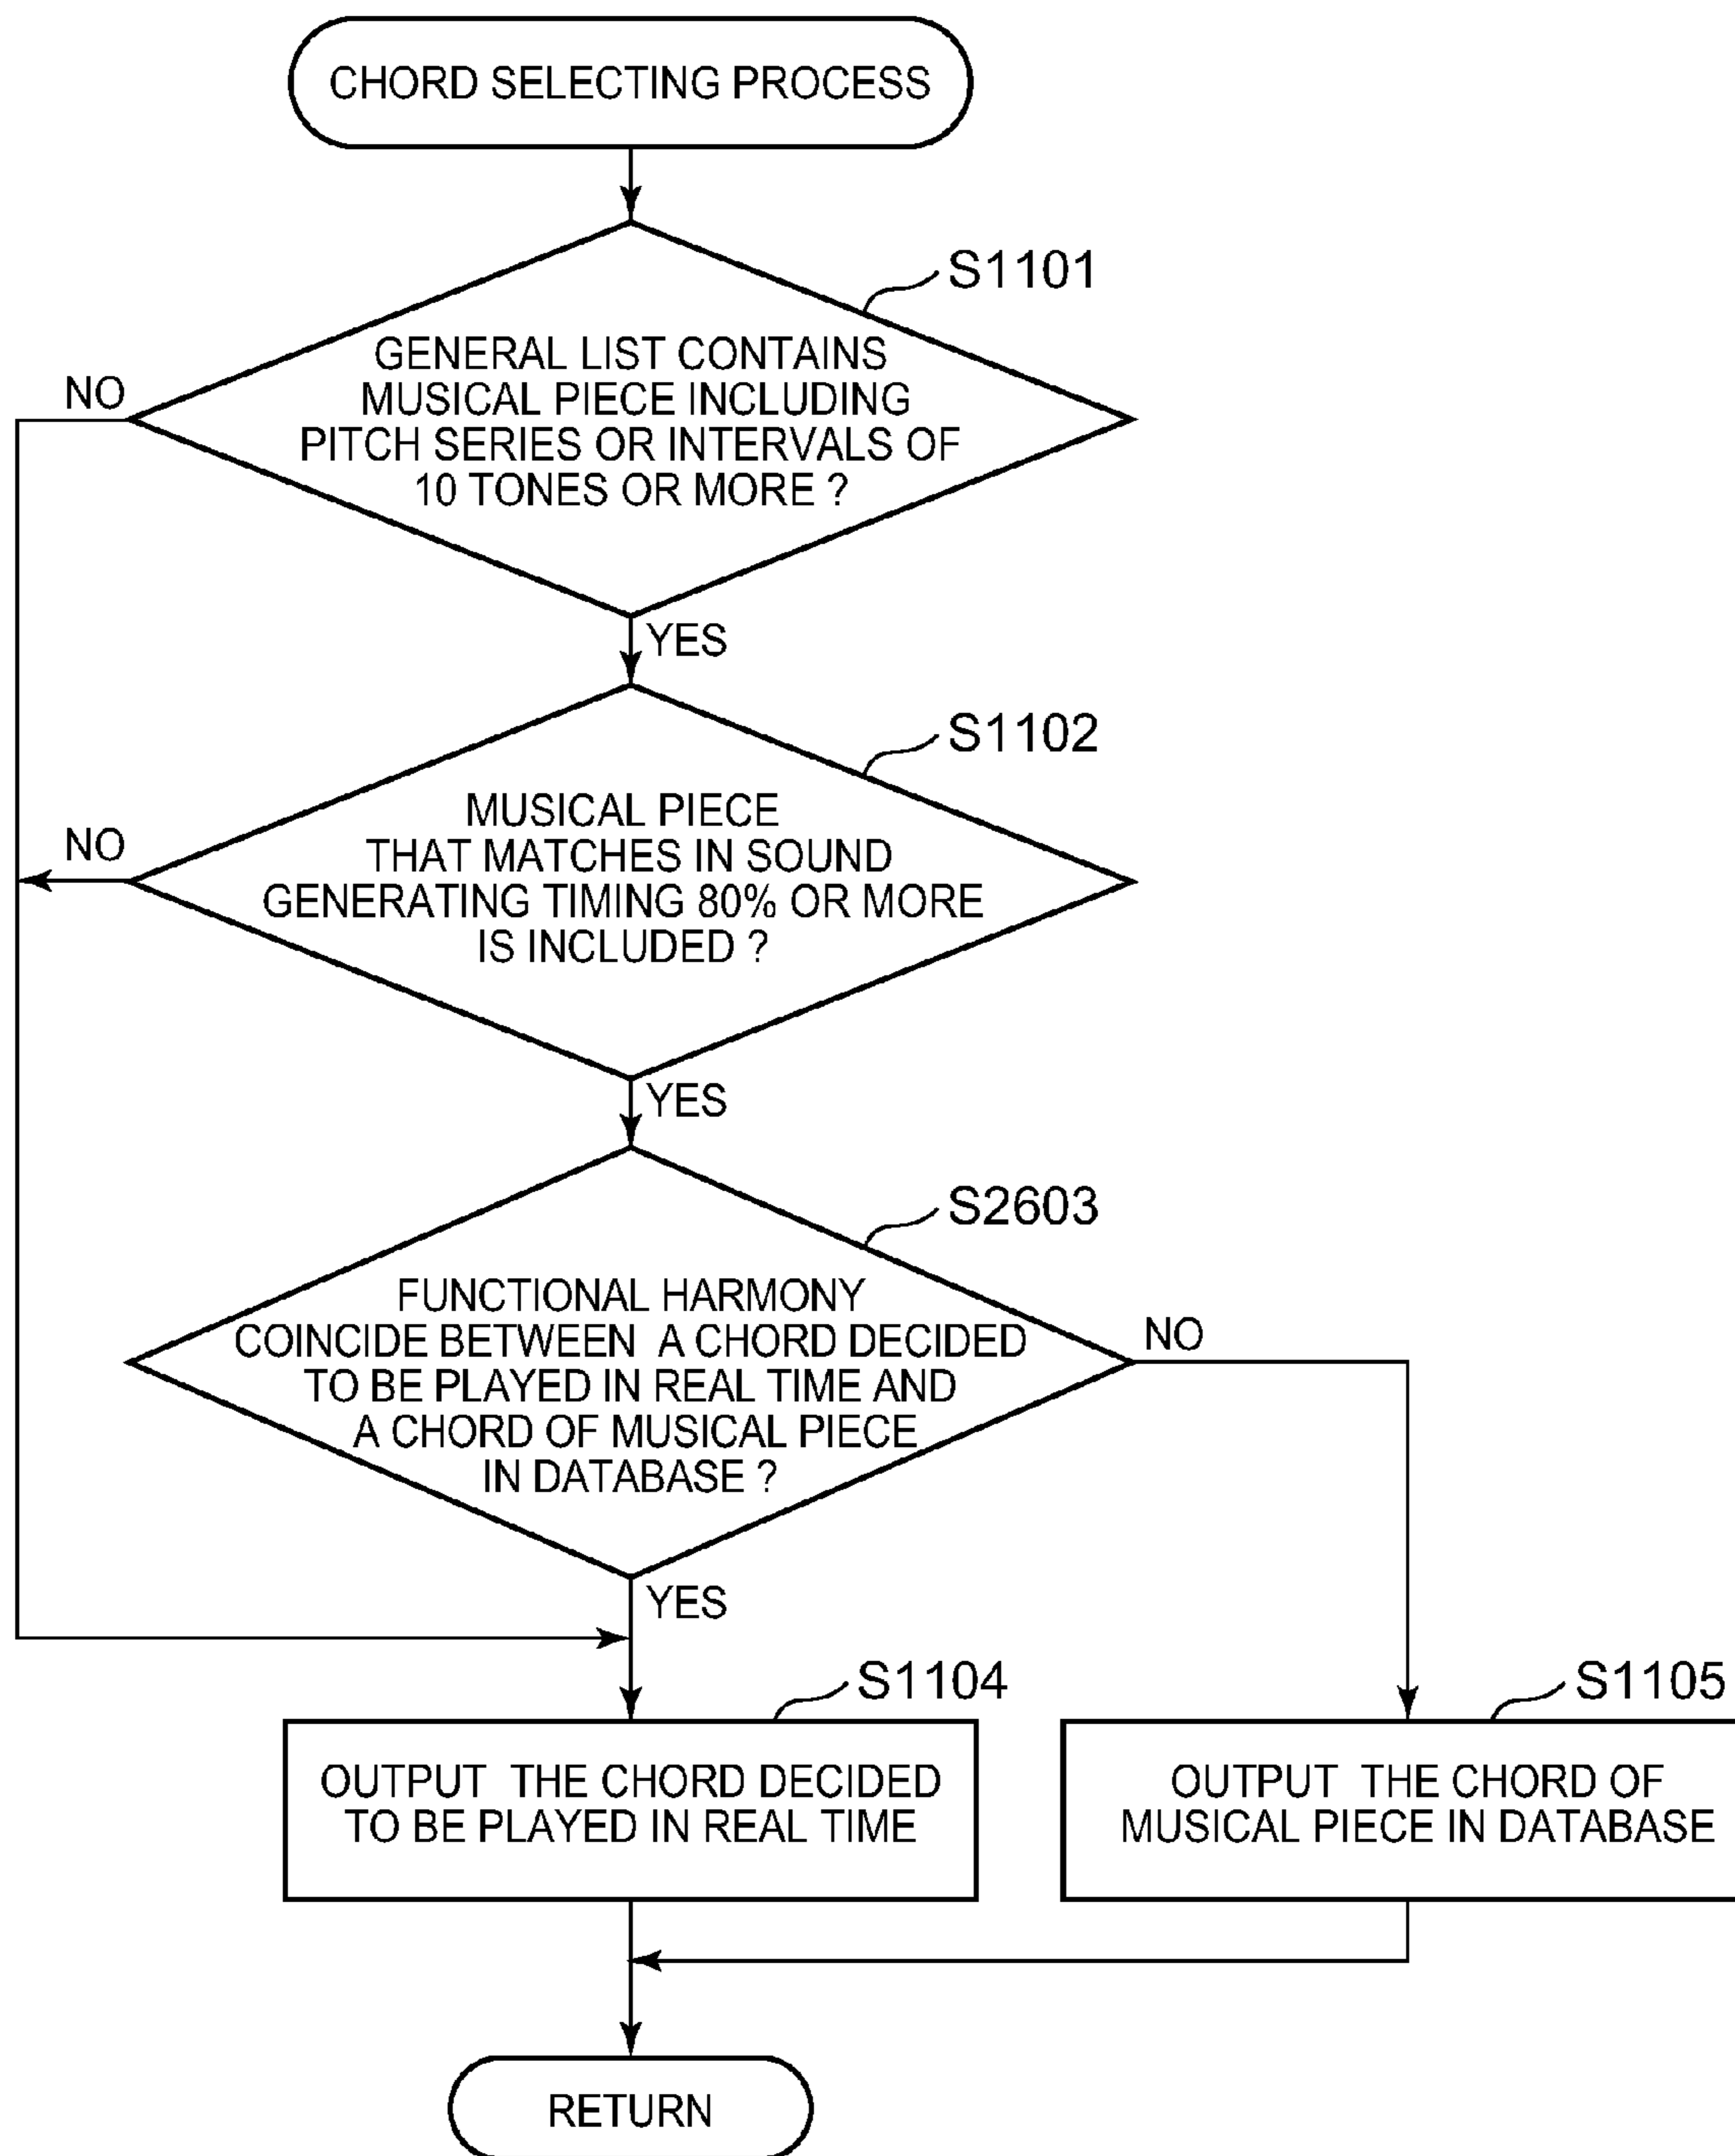 CHORD SELECTING PROCESS
S1101
GENERAL LIST CONTAINS
MUSICAL PIECE INCLUDING
PITCH SERIES OR INTERVALS OF
10 TONES OR MORE ?
NO
YES
S1102
MUSICAL PIECE
THAT MATCHES IN SOUND
GENERATING TIMING 80% OR MORE
IS INCLUDED ?
NO
YES
S2603
FUNCTIONAL HARMONY
COINCIDE BETWEEN A CHORD DECIDED
TO BE PLAYED IN REAL TIME AND
A CHORD OF MUSICAL PIECE
IN DATABASE ?
NO
YES
S1104
OUTPUT THE CHORD DECIDED
TO BE PLAYED IN REAL TIME
S1105
OUTPUT THE CHORD OF
MUSICAL PIECE IN DATABASE
RETURN